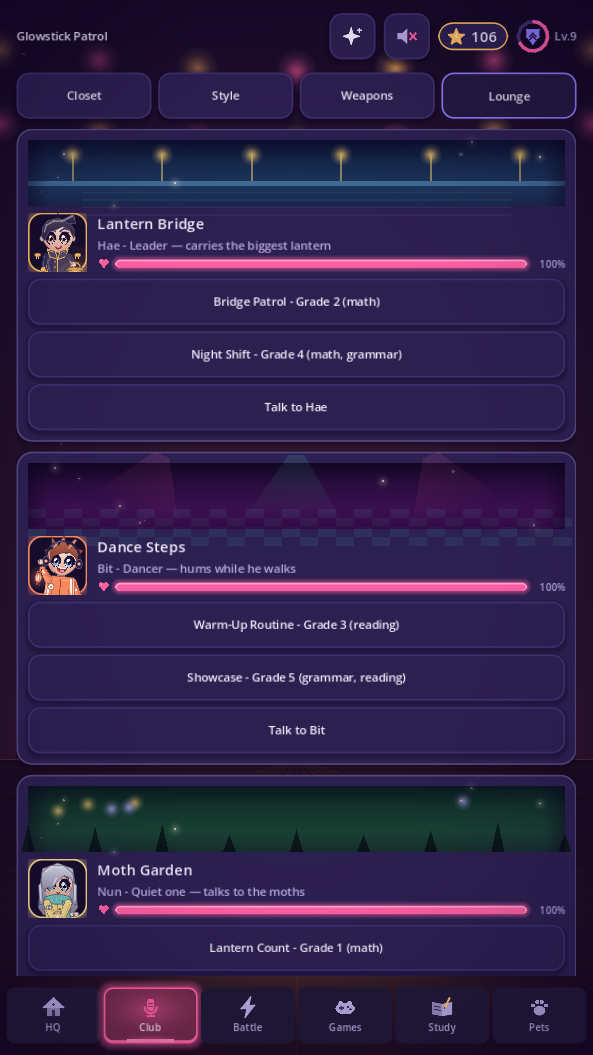 Glowstick Patrol
106
Lv.9
Closet
Style
Weapons
Lounge
Lantern Bridge
Hae - Leader — carries the biggest lantern
100%
Bridge Patrol - Grade 2 (math)
Night Shift - Grade 4 (math, grammar)
Talk to Hae
Dance Steps
Bit - Dancer — hums while he walks
100%
Warm-Up Routine - Grade 3 (reading)
Showcase - Grade 5 (grammar, reading)
Talk to Bit
Moth Garden
Nun - Quiet one — talks to the moths
100%
Lantern Count - Grade 1 (math)
HQ
Club
Battle
Games
Study
Pets